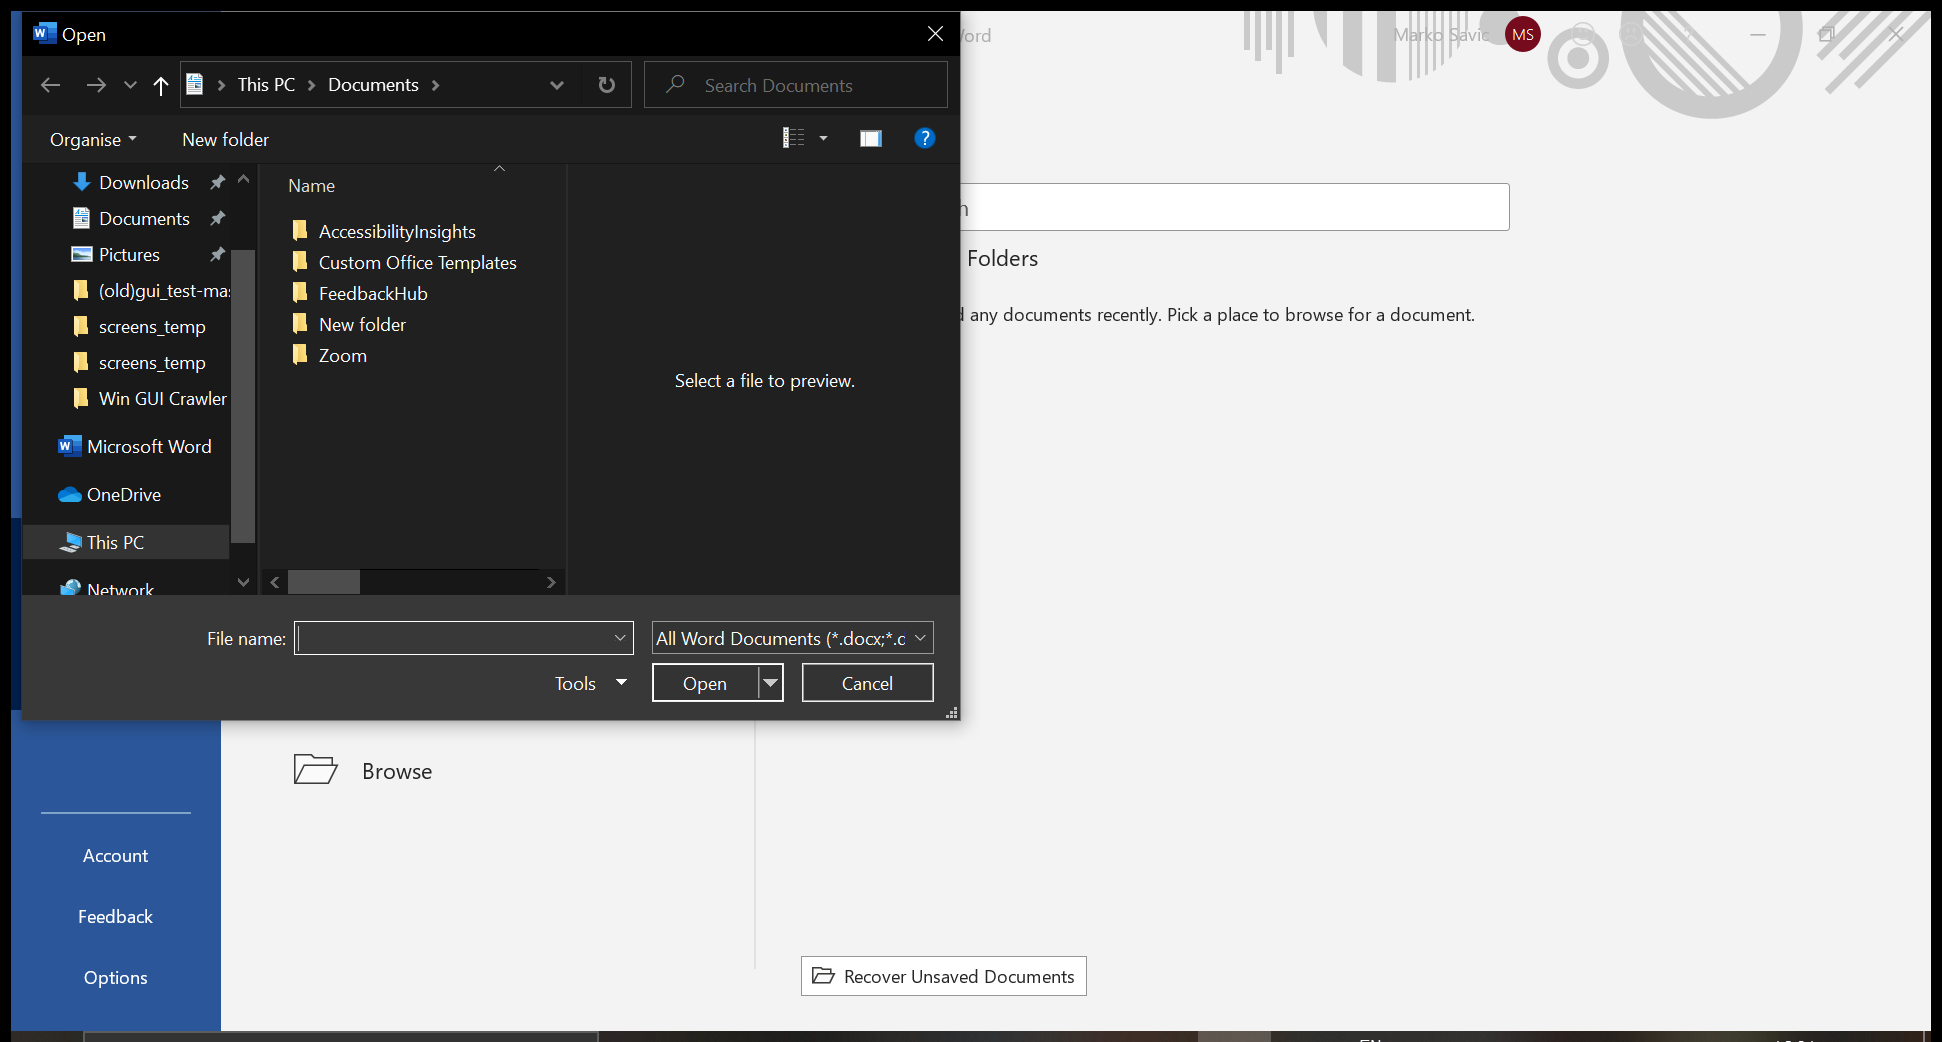 Open
Word
Marko Savic
MS
This PC
Documents
Search Documents
Organise
New folder
Downloads
Documents
Pictures
(old)gui_test-mas
screens_temp
screens_temp
Win GUI Crawler
Microsoft Word
OneDrive
This PC
Network
Name
AccessibilityInsights
Custom Office Templates
FeedbackHub
New folder
Zoom
Select a file to preview.
Folders
any documents recently. Pick a place to browse for a document.
File name:
All Word Documents (*.docx;*.d
Tools
Open
Cancel
Browse
Account
Feedback
Options
Recover Unsaved Documents